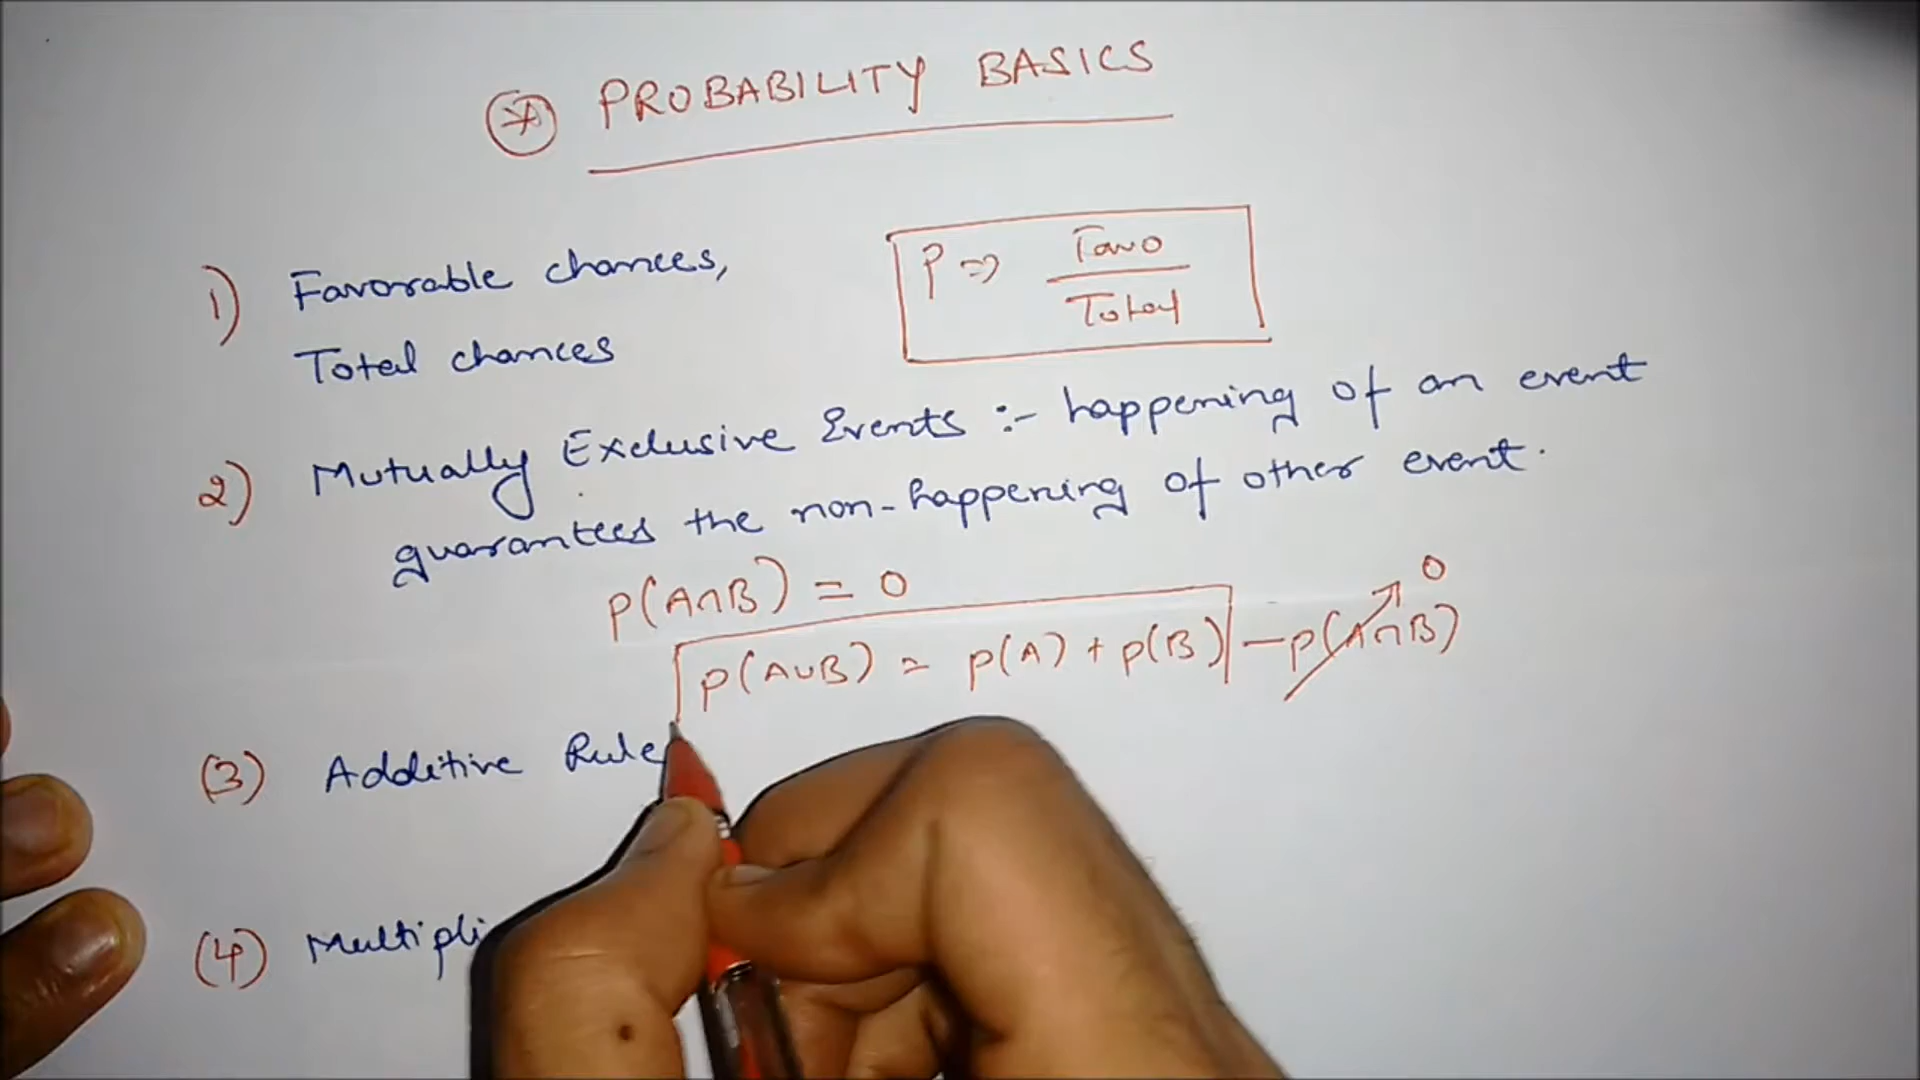 PROBABILITY BASICS
1) Favorable chances,
Total chances
P => Favo
Total
2) Mutually Exclusive Events :- happening of an event
guarantees the non-happening of other event.
P(A∩B) = 0
P(A∪B) = P(A) + P(B) - P(A∩B) 0
(3) Additive Rule
(4) Multipli